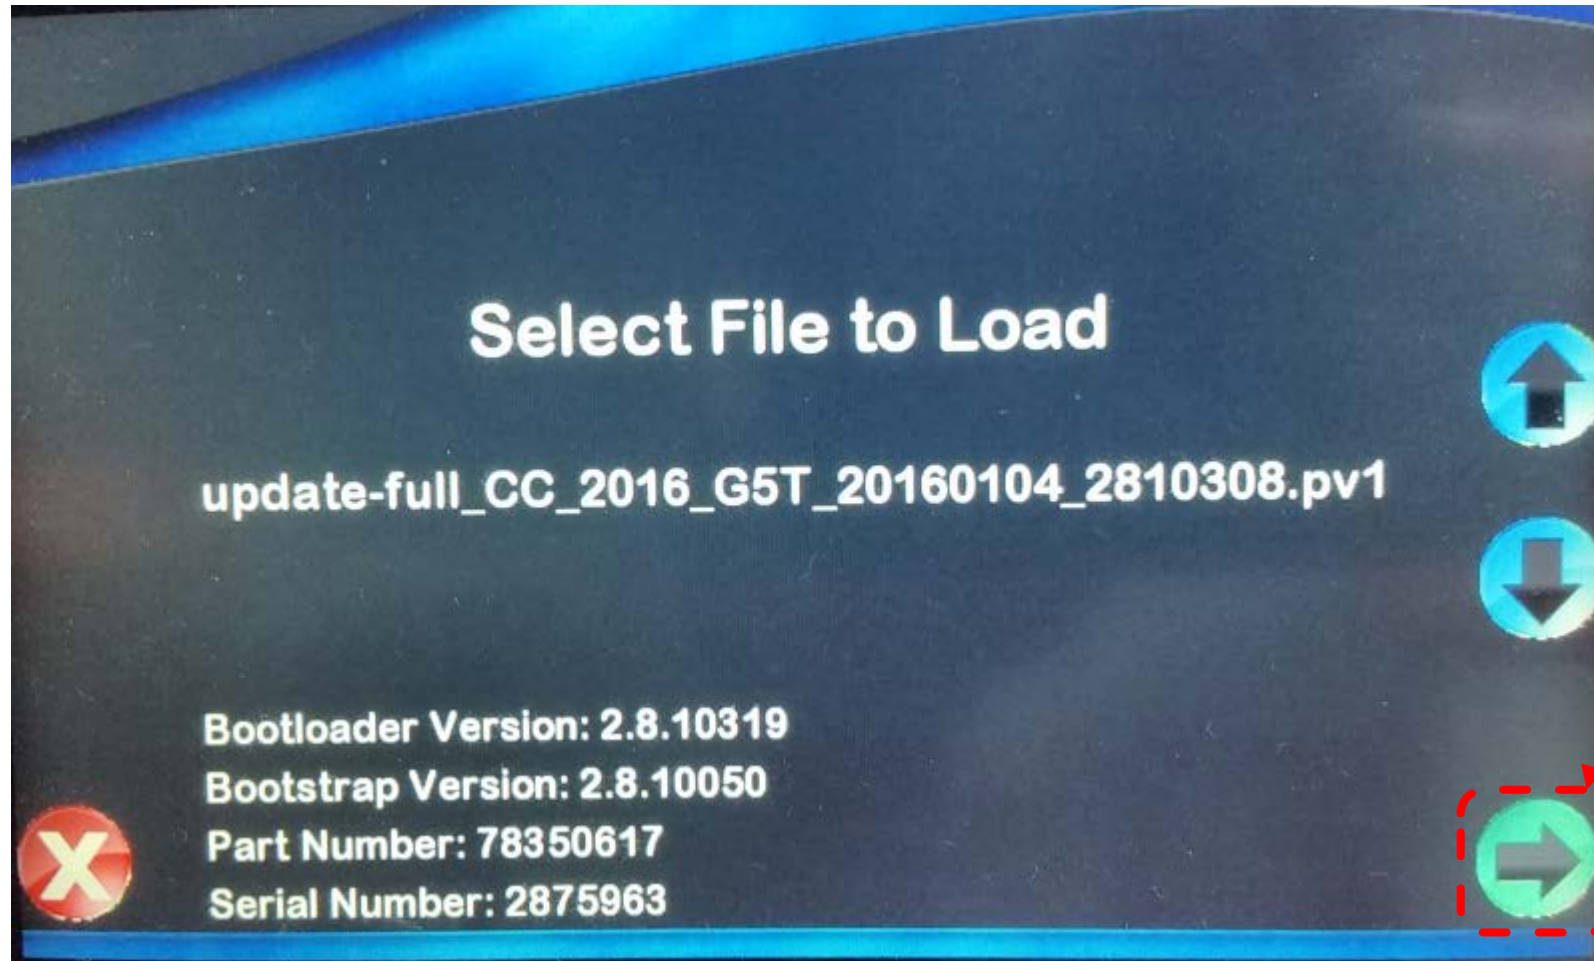 Select File to Load
update-full_CC_2016_G5T_20160104_2810308.pv1
Bootloader Version: 2.8.10319
Bootstrap Version: 2.8.10050
Part Number: 78350617
Serial Number: 2875963
X